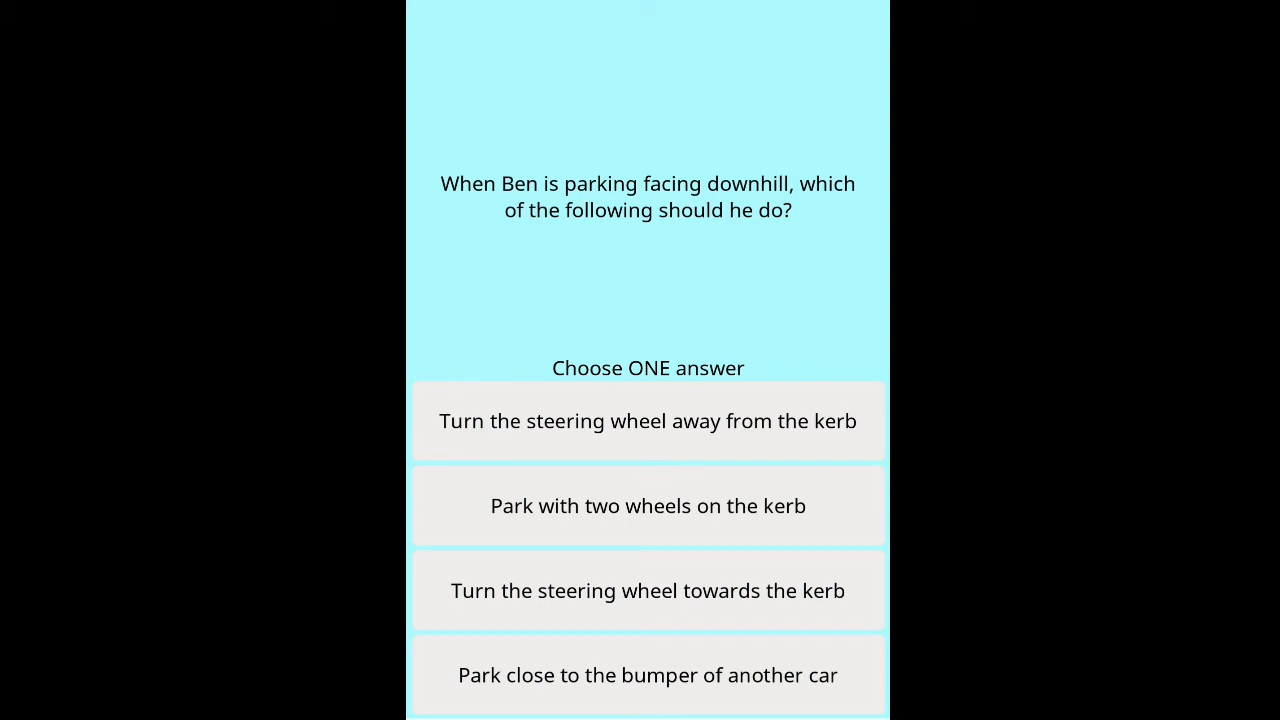 When Ben is parking facing downhill, which
of the following should he do?
Choose ONE answer
Turn the steering wheel away from the kerb
Park with two wheels on the kerb
Turn the steering wheel towards the kerb
Park close to the bumper of another car